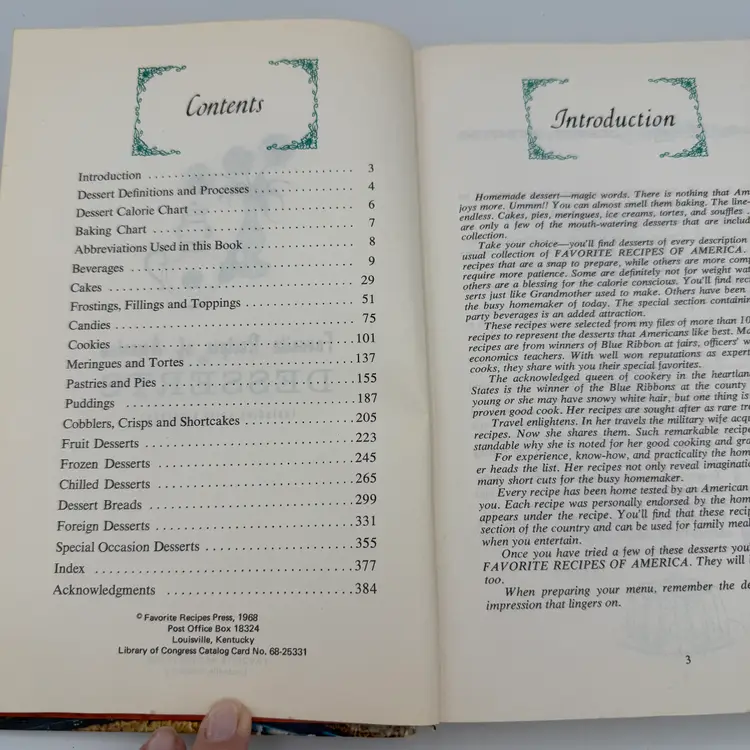 Contents
Introduction 3
Dessert Definitions and Processes 4
Dessert Calorie Chart 6
Baking Chart 7
Abbreviations Used in this Book 8
Beverages 9
Cakes 29
Frostings, Fillings and Toppings 51
Candies 75
Cookies 101
Meringues and Tortes 137
Pastries and Pies 155
Puddings 187
Cobblers, Crisps and Shortcakes 205
Fruit Desserts 223
Frozen Desserts 245
Chilled Desserts 265
Dessert Breads 299
Foreign Desserts 331
Special Occasion Desserts 355
Index 377
Acknowledgments 384
© Favorite Recipes Press, 1968
Post Office Box 18324
Louisville, Kentucky
Library of Congress Catalog Card No. 68-25331
Introduction
Homemade dessert—magic words. There is nothing that Am
joys more. Ummm!! You can almost smell them baking. The line-
endless. Cakes, pies, meringues, ice creams, tortes, and souffles
are only a few of the mouth-watering desserts that are includ
collection.
Take your choice—you'll find desserts of every description
usual collection of FAVORITE RECIPES OF AMERICA.
recipes that are a snap to prepare, while others are more comp
require more patience. Some are definitely not for weight wat
others are a blessing for the calorie conscious. You'll find reci
serts just like Grandmother used to make. Others have been
the busy homemaker of today. The special section containing
party beverages is an added attraction.
These recipes were selected from my files of more than 10
recipes to represent the desserts that Americans like best. Ma
recipes are from winners of Blue Ribbon at fairs, officers' w
economics teachers. With well won reputations as expert
cooks, they share with you their special favorites.
The acknowledged queen of cookery in the heartland
States is the winner of the Blue Ribbons at the county
young or she may have snowy white hair, but one thing is
proven good cook. Her recipes are sought after as rare tr
Travel enlightens. In her travels the military wife acq
recipes. Now she shares them. Such remarkable recipe
standable why she is noted for her good cooking and gra
For experience, know-how, and practicality the hom
er heads the list. Her recipes not only reveal imaginati
many short cuts for the busy homemaker.
Every recipe has been home tested by an American
you. Each recipe was personally endorsed by the hom
appears under the recipe. You'll find that these recip
section of the country and can be used for family meal
when you entertain.
Once you have tried a few of these desserts you
FAVORITE RECIPES OF AMERICA. They will
too.
When preparing your menu, remember the de
impression that lingers on.
3